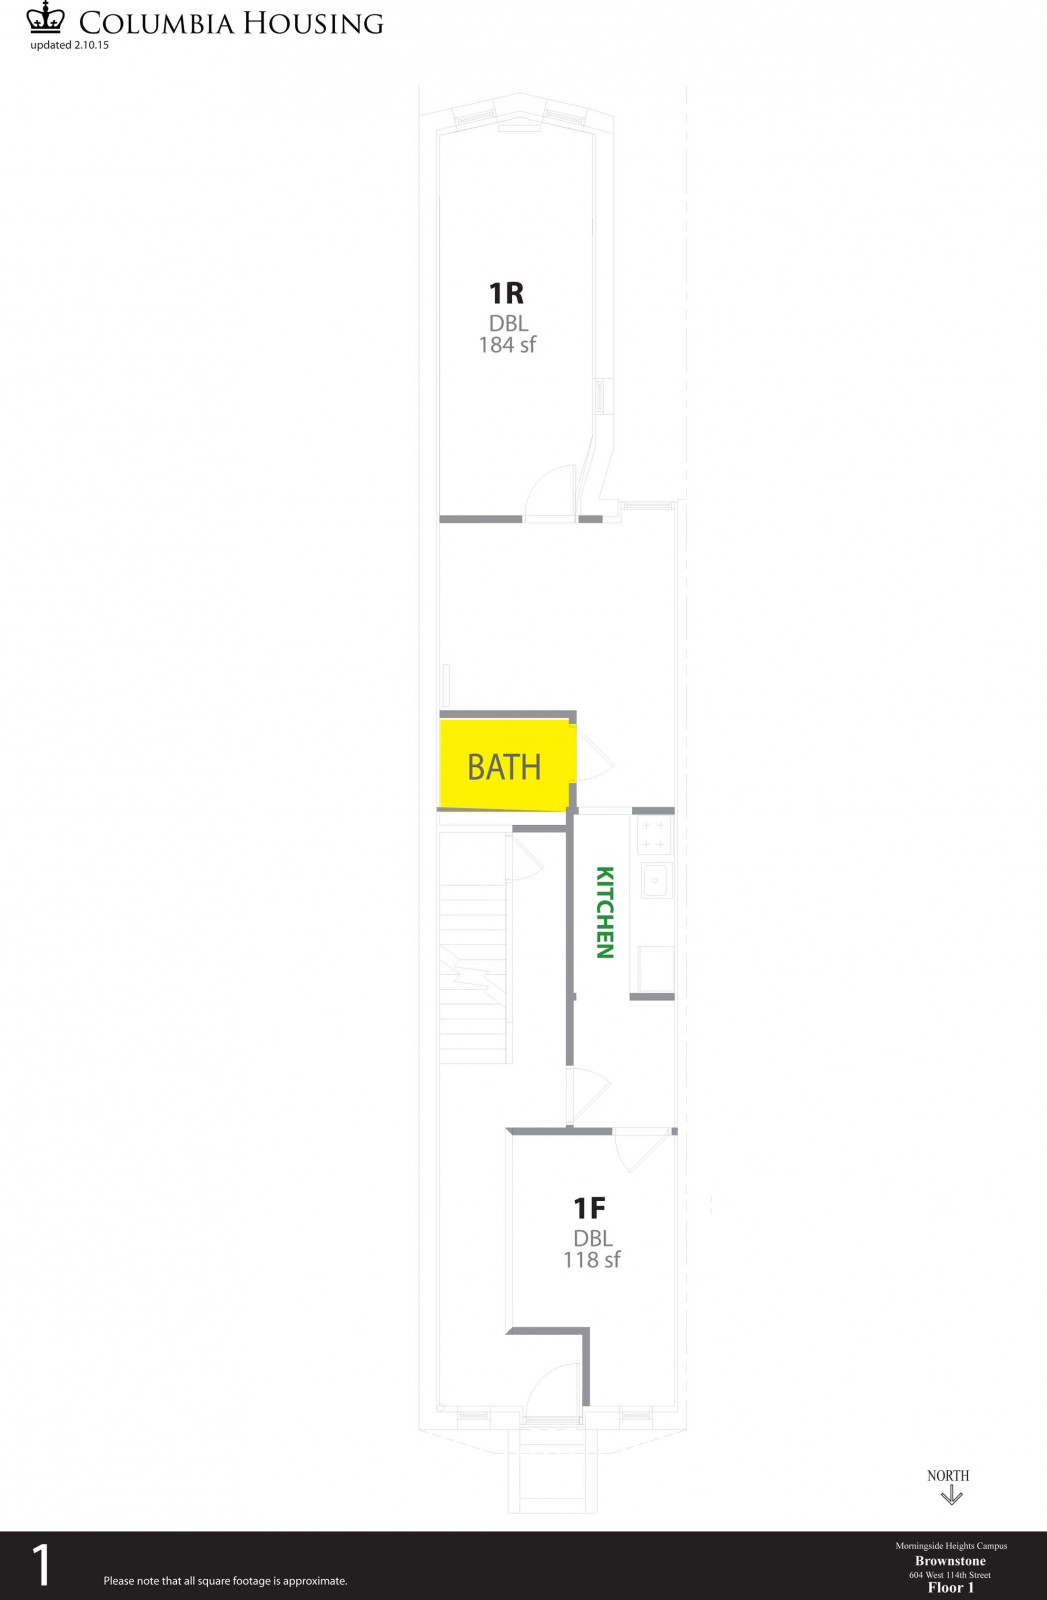 COLUMBIA HOUSING
updated 2.10.15
1R
DBL
184 sf
BATH
KITCHEN
1F
DBL
118 sf
NORTH
1
Please note that all square footage is approximate.
Morningside Heights Campus
Brownstone
604 West 114th Street
Floor 1